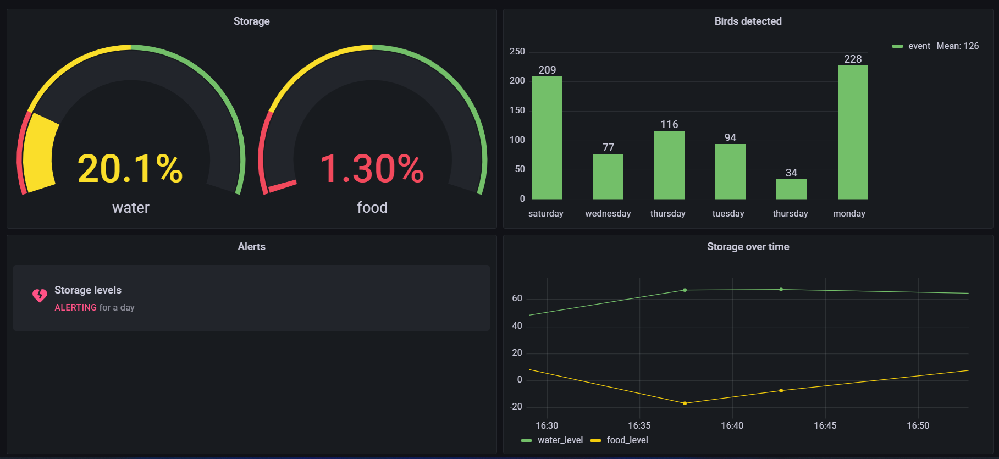 Storage
20.1%
water
1.30%
food
Birds detected
event Mean: 126
250
200
150
100
50
0
209
77
116
94
34
228
saturday wednesday thursday tuesday thursday monday
Alerts
Storage levels
ALERTING for a day
Storage over time
60
40
20
0
-20
16:30 16:35 16:40 16:45 16:50
water_level food_level